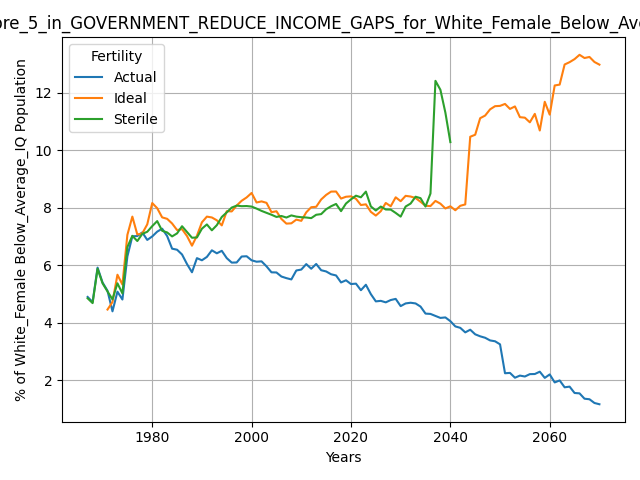 ore_5_in_GOVERNMENT_REDUCE_INCOME_GAPS_for_White_Female_Below_Ave
Fertility
Actual
Ideal
Sterile
% of White_Female Below_Average_IQ Population
12
10
8
6
4
2
1980
2000
2020
2040
2060
Years